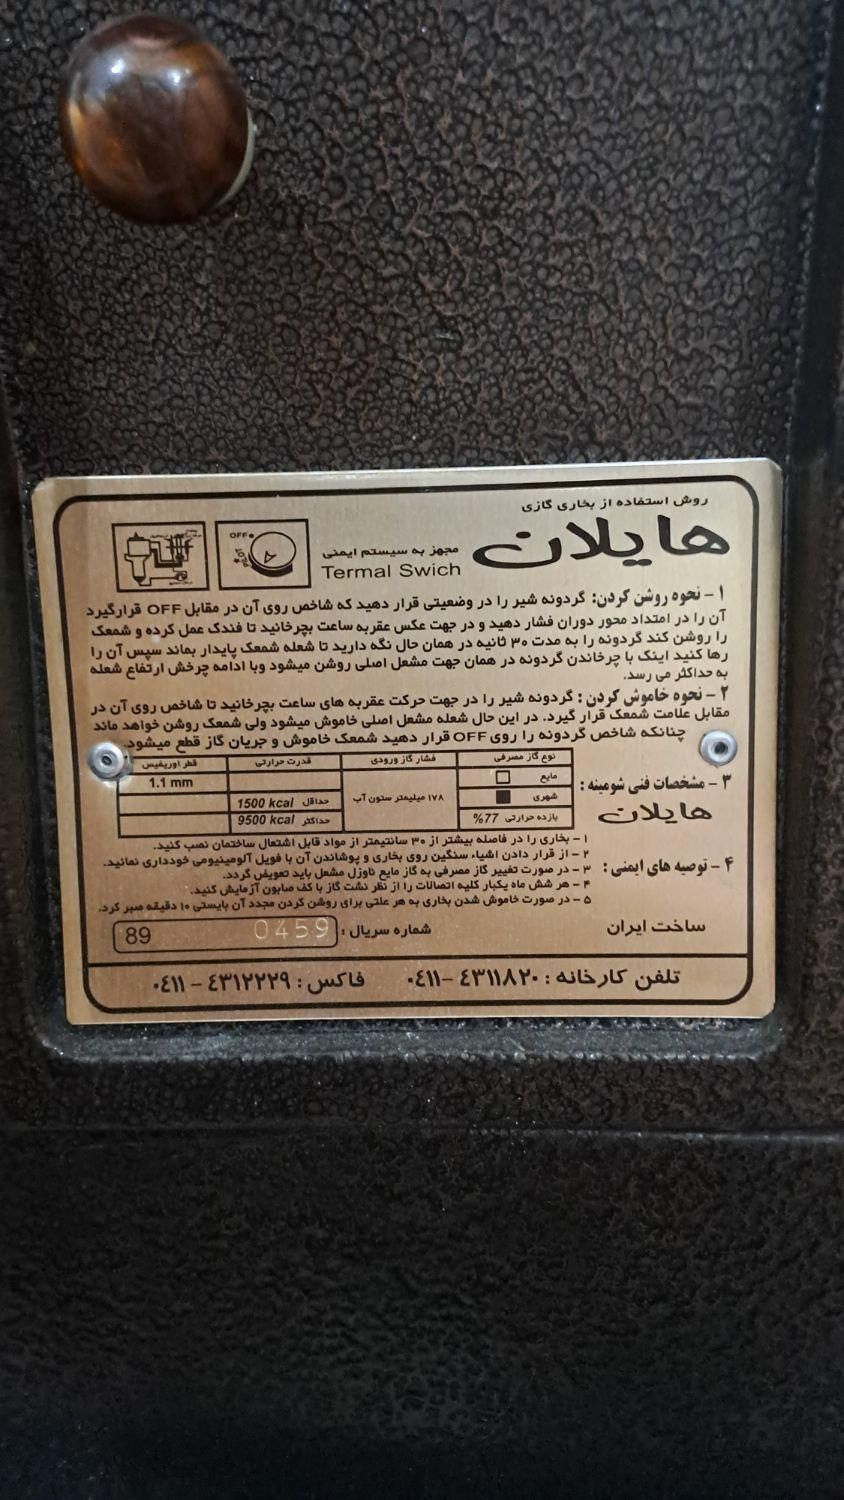 روش استفاده از بخاری گازی
هایلان
مجهز به سیستم ایمنی
Termal Swich
OFF
۱ - نحوه روشن کردن: گردونه شیر را در وضعیتی قرار دهید که شاخص روی آن در مقابل OFF قرارگیرد
آن را در امتداد محور دوران فشار دهید و در جهت عکس عقربه ساعت بچرخانید تا فندک عمل کرده و شمعک
را روشن کند گردونه را به مدت ۳۰ ثانیه در همان حال نگه دارید تا شعله شمعک پایدار بماند سپس آن را
رها کنید اینک با چرخاندن گردونه در همان جهت مشعل اصلی روشن میشود وبا ادامه چرخش ارتفاع شعله
به حداکثر می رسد.
۲ - نحوه خاموش کردن : گردونه شیر را در جهت حرکت عقربه های ساعت بچرخانید تا شاخص روی آن در
مقابل علامت شمعک قرار گیرد. در این حال شعله مشعل اصلی خاموش میشود ولی شمعک روشن خواهد ماند
چنانکه شاخص گردونه را روی OFF قرار دهید شمعک خاموش و جریان گاز قطع میشود.
۳ - مشخصات فنی شومینه :
هایلان
نوع گاز مصرفی فشار گاز ورودی قدرت حرارتی قطر اوریفیس
مایع 1.1 mm
شهری ۱۷۸ میلیمتر ستون آب حداقل 1500 kcal
بازده حرارتی 77% حداکثر 9500 kcal
۴ - توصیه های ایمنی :
۱ - بخاری را در فاصله بیشتر از ۳۰ سانتیمتر از مواد قابل اشتعال ساختمان نصب کنید.
۲ - از قرار دادن اشیاء سنگین روی بخاری و پوشاندن آن با فویل آلومینیومی خودداری نمائید.
۳ - در صورت تغییر گاز مصرفی به گاز مایع ناوزل مشعل باید تعویض گردد.
۴ - هر شش ماه یکبار کلیه اتصالات را از نظر نشت گاز با کف صابون آزمایش کنید.
۵ - در صورت خاموش شدن بخاری به هر علتی برای روشن کردن مجدد آن بایستی ۱۰ دقیقه صبر کرد.
ساخت ایران شماره سریال : 0459 89
تلفن کارخانه : ۴۳۱۱۸۲۰ - ۰۴۱۱ فاکس : ۴۳۱۲۲۲۹ - ۰۴۱۱